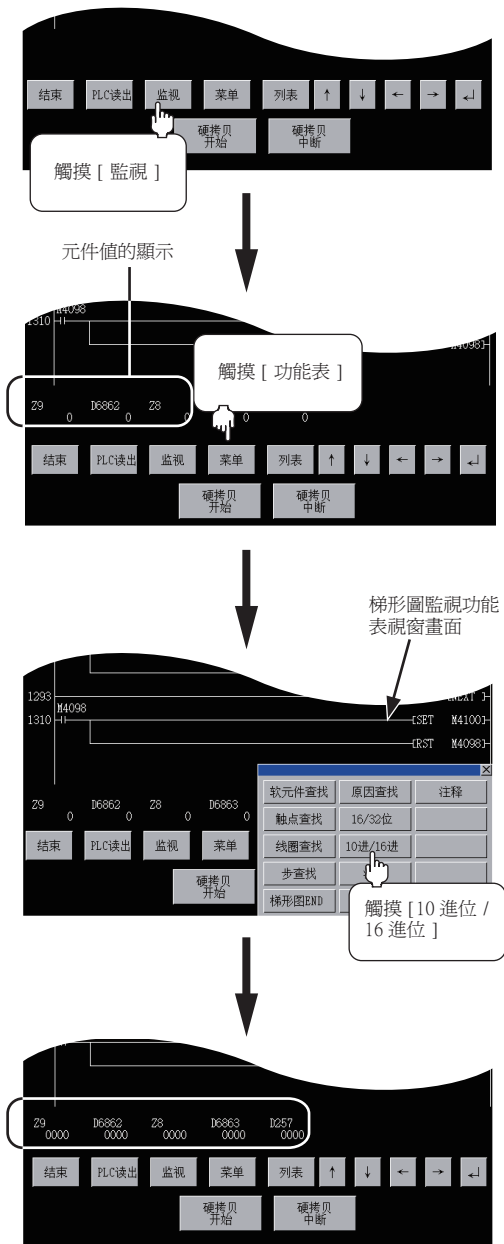 结束 PLC读出 监视 菜单 列表 ↑ ↓ ← → ↵
硬拷贝 硬拷贝
开始 中断
觸摸 [ 監視 ]
元件值的顯示
M4098
1310
M4098
觸摸 [ 功能表 ]
Z9 D6862 Z8
0 0 0 0 0
结束 PLC读出 监视 菜单 列表 ↑ ↓ ← → ↵
硬拷贝 硬拷贝
开始 中断
梯形圖監視功能
表視窗畫面
1293 NEXT
M4098
1310 SET M4100
RST M4098
软元件查找 原因查找 注释
Z9 D6862 Z8 D6863
0 0 0 0
触点查找 16/32位
结束 PLC读出 监视 菜单
线圈查找 10进/16进
步查找
硬拷贝
开始
梯形图END
觸摸 [10 進位 /
16 進位 ]
Z9 D6862 Z8 D6863 D257
0000 0000 0000 0000 0000
结束 PLC读出 监视 菜单 列表 ↑ ↓ ← → ↵
硬拷贝 硬拷贝
开始 中断